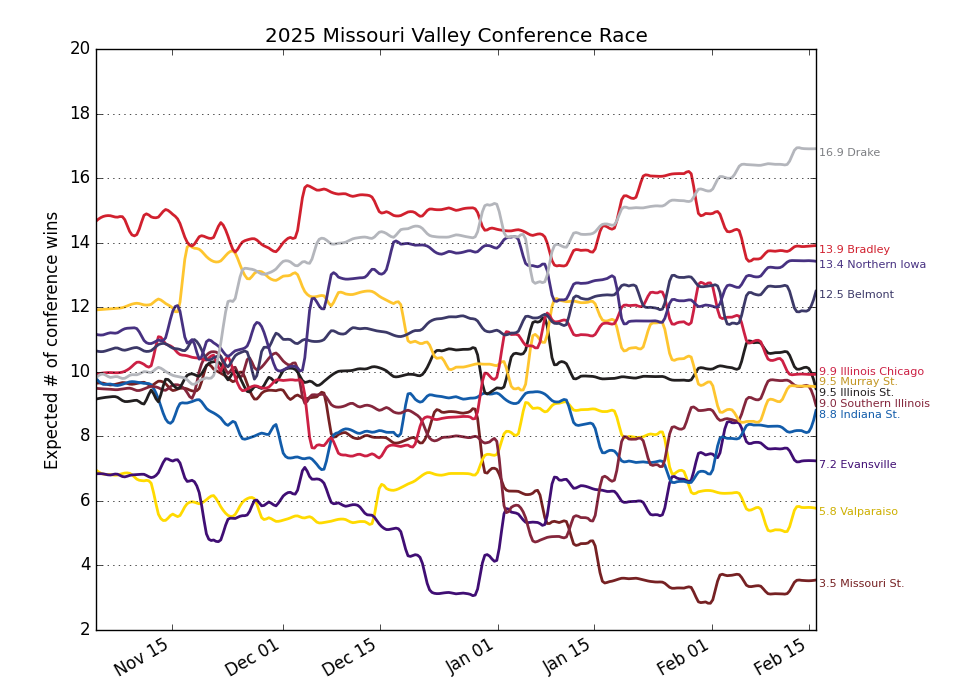 2025 Missouri Valley Conference Race
Expected # of conference wins
20
18
16
14
12
10
8
6
4
2
Nov 15
Dec 01
Dec 15
Jan 01
Jan 15
Feb 01
Feb 15
16.9 Drake
13.9 Bradley
13.4 Northern Iowa
12.5 Belmont
9.9 Illinois Chicago
9.5 Murray St.
9.5 Illinois St.
9.0 Southern Illinois
8.8 Indiana St.
7.2 Evansville
5.8 Valparaiso
3.5 Missouri St.